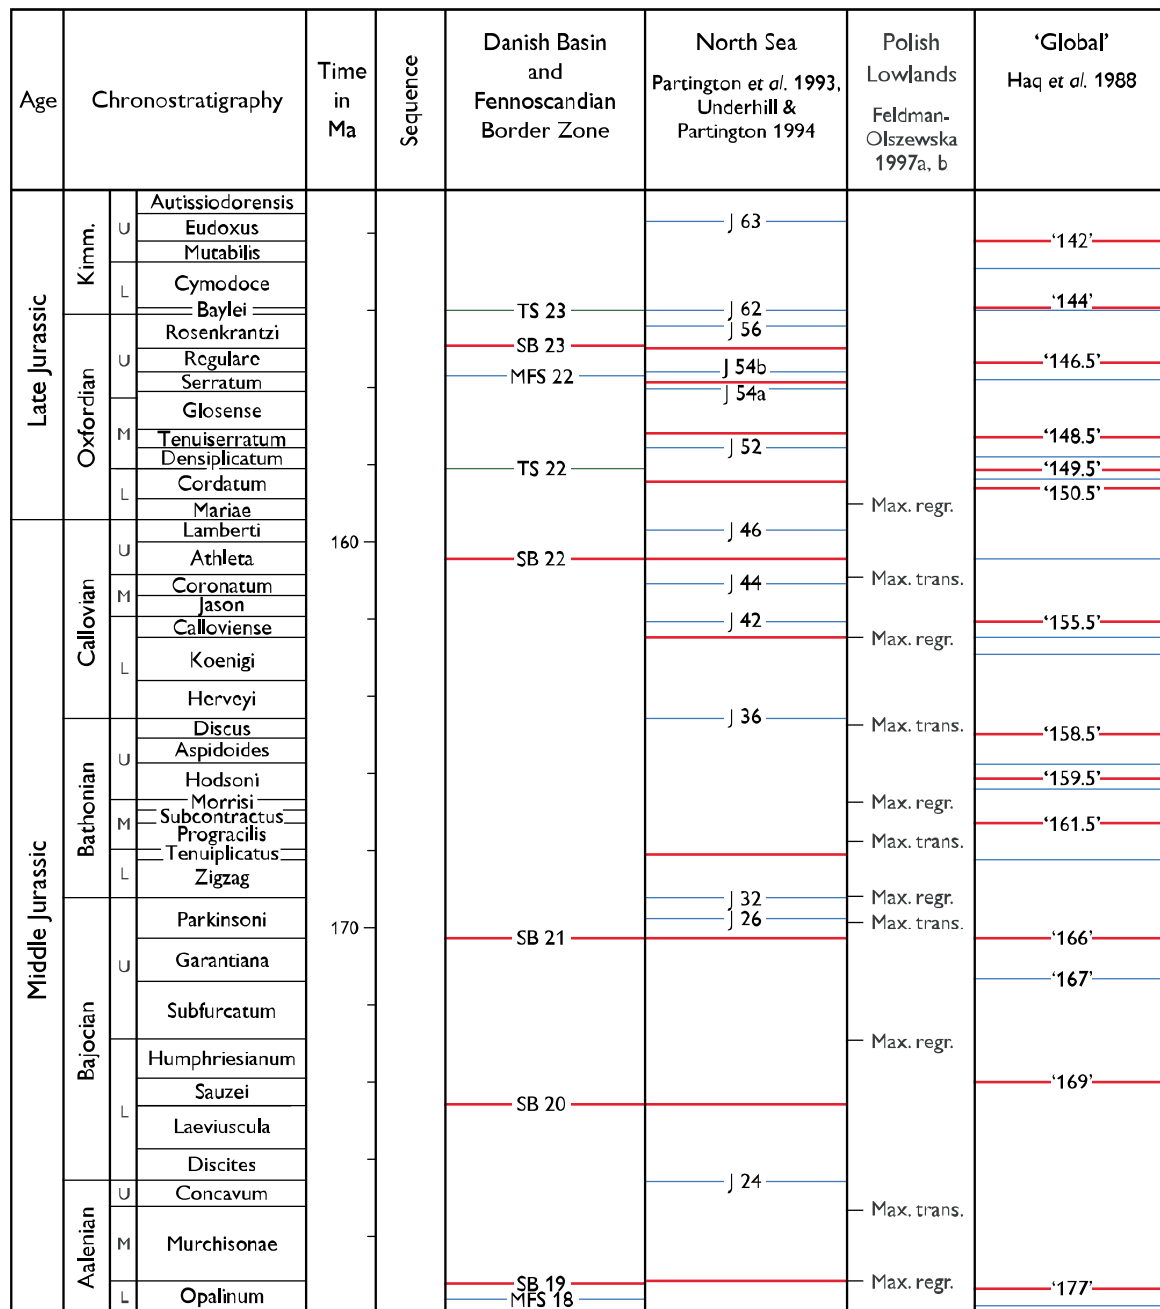 Age
Chronostratigraphy
Time
in
Ma
Sequence
Danish Basin
and
Fennoscandian
Border Zone
North Sea
Partington et al. 1993,
Underhill &
Partington 1994
Polish
Lowlands
Feldman-
Olszewska
1997a, b
‘Global’
Haq et al. 1988
Late Jurassic
Middle Jurassic
Kimm.
Oxfordian
Callovian
Bathonian
Bajocian
Aalenian
U
L
U
M
L
U
M
L
U
M
L
U
L
U
M
L
Autissiodorensis
Eudoxus
Mutabilis
Cymodoce
Baylei
Rosenkrantzi
Regulare
Serratum
Glosense
Tenuiserratum
Densiplicatum
Cordatum
Mariae
Lamberti
Athleta
Coronatum
Jason
Calloviense
Koenigi
Herveyi
Discus
Aspidoides
Hodsoni
Morrisi
Subcontractus
Progracilis
Tenuiplicatus
Zigzag
Parkinsoni
Garantiana
Subfurcatum
Humphriesianum
Sauzei
Laeviuscula
Discites
Concavum
Murchisonae
Opalinum
160
170
TS 23
SB 23
MFS 22
TS 22
SB 22
SB 21
SB 20
SB 19
MFS 18
J 63
J 62
J 56
J 54b
J 54a
J 52
J 46
J 44
J 42
J 36
J 32
J 26
J 24
Max. regr.
Max. trans.
Max. regr.
Max. trans.
Max. regr.
Max. trans.
Max. regr.
Max. trans.
Max. regr.
Max. trans.
Max. regr.
‘142’
‘144’
‘146.5’
‘148.5’
‘149.5’
‘150.5’
‘155.5’
‘158.5’
‘159.5’
‘161.5’
‘166’
‘167’
‘169’
‘177’